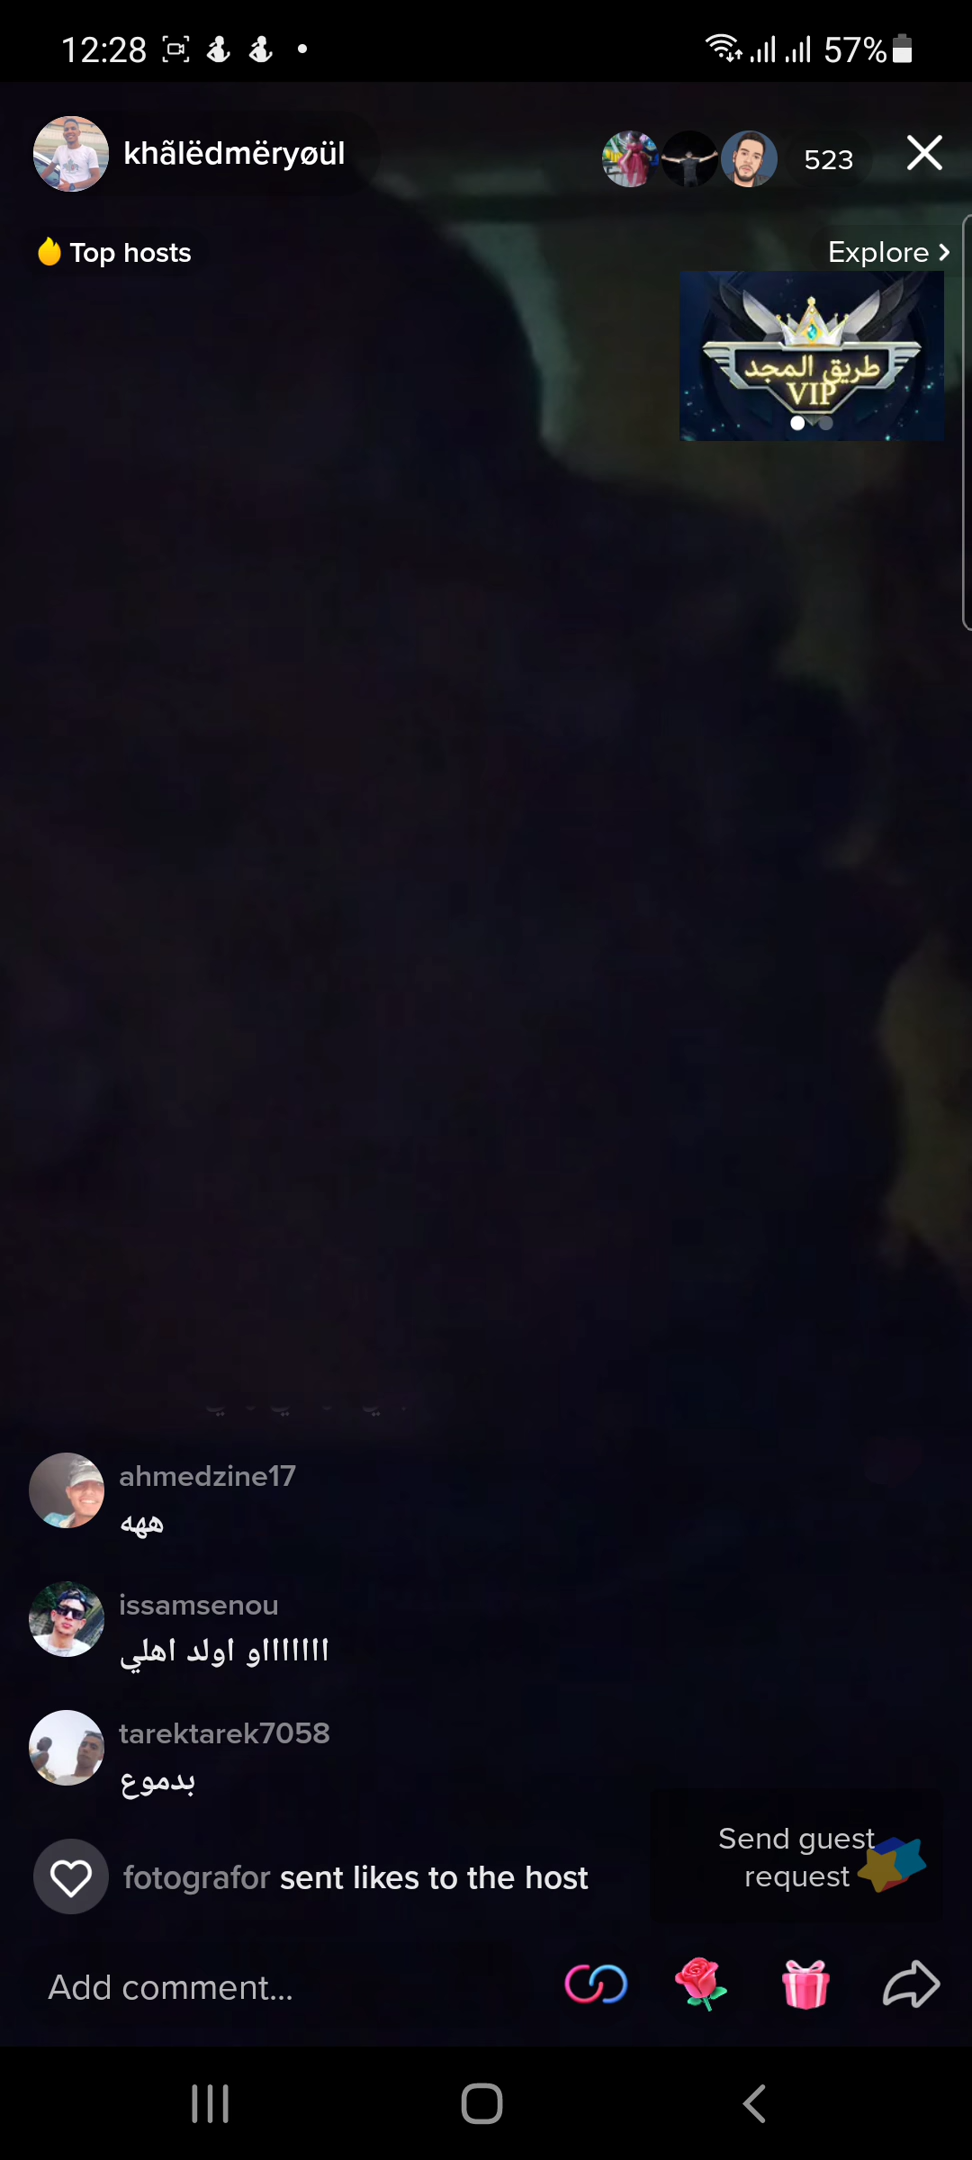 12:28
57%
khãlëdmëryøül
523
Top hosts
Explore
طريق المجد
VIP
ahmedzine17
ههه
issamsenou
اااااااو اولد اهلي
tarektarek7058
بدموع
fotografor sent likes to the host
Send guest
request
Add comment...